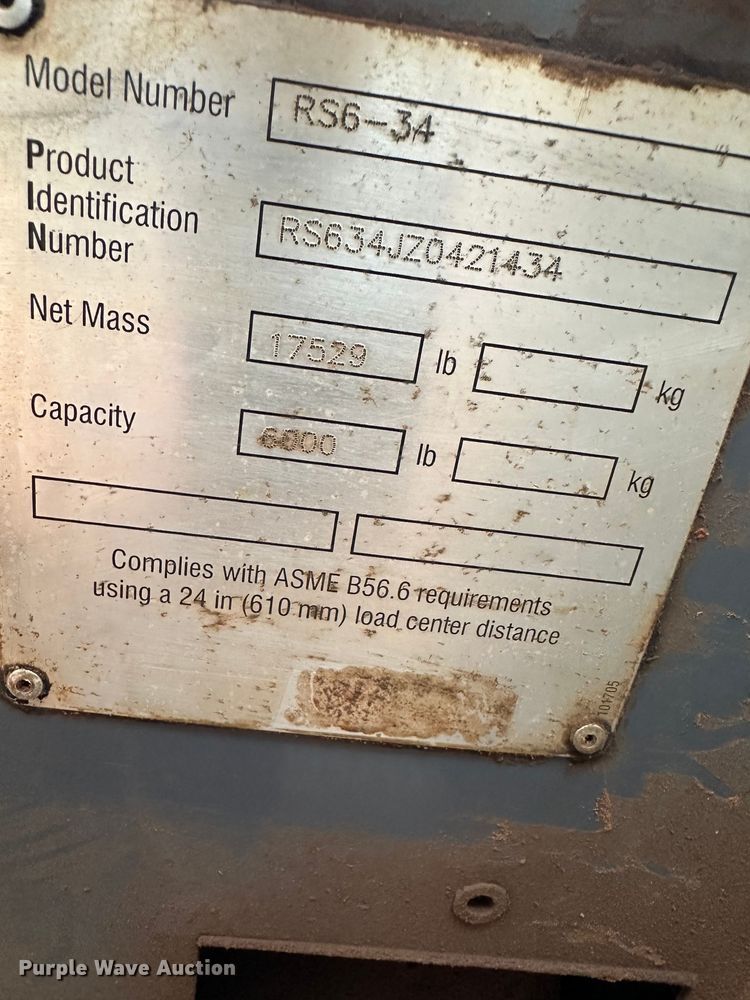 Model Number RS6-34
Product
Identification
Number RS634JZ0421434
Net Mass 17529 lb kg
Capacity 6000 lb kg
Complies with ASME B56.6 requirements
using a 24 in (610 mm) load center distance
101705
Purple Wave Auction